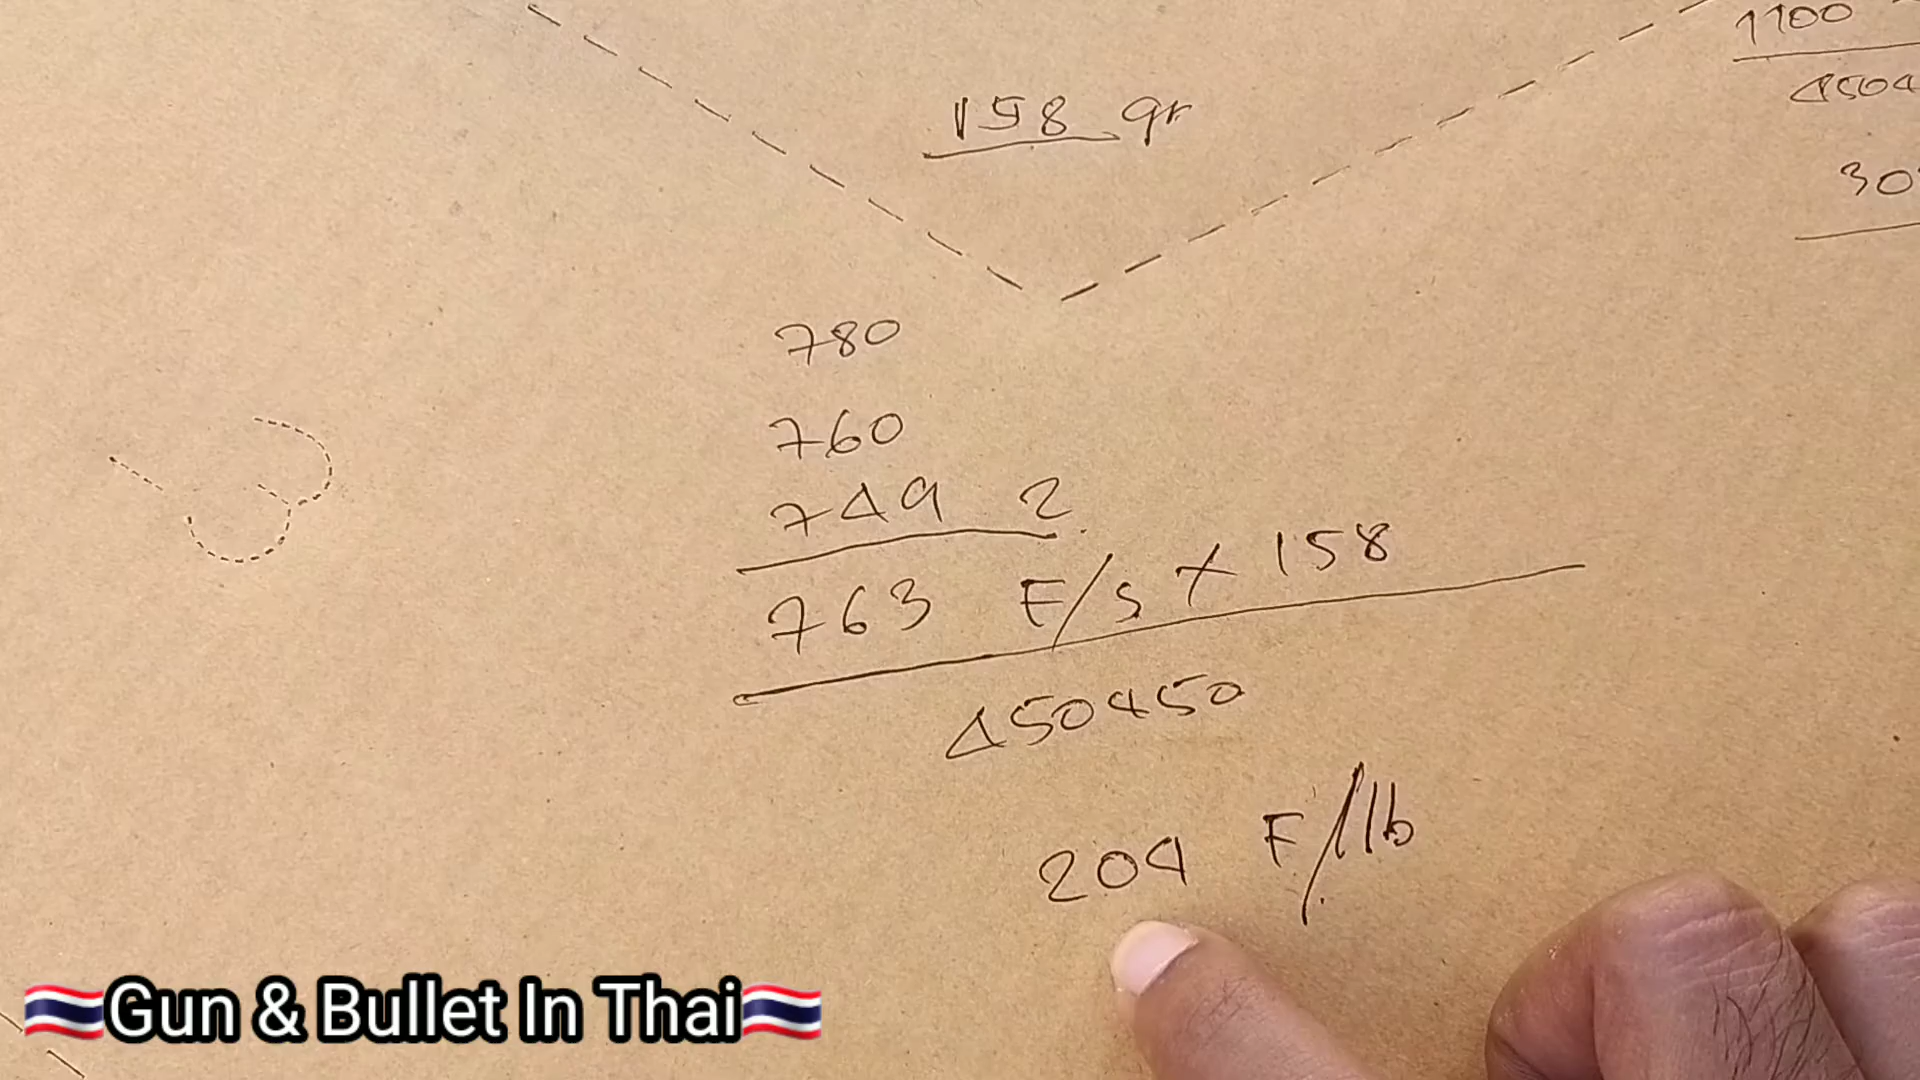 1100
4504
30
158 gr
780
760
749 2
763 F/s x 158
450450
204 F/lb
🇹🇭Gun & Bullet In Thai🇹🇭